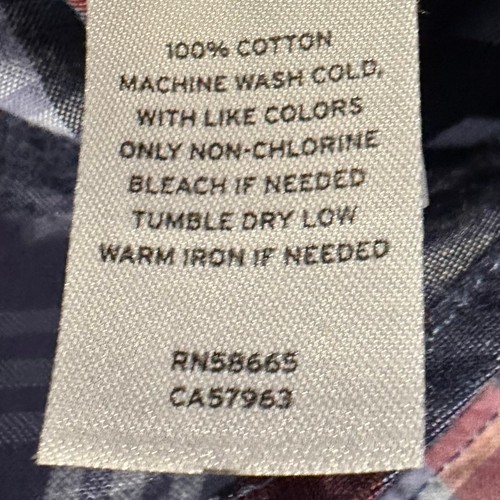 100% COTTON
MACHINE WASH COLD,
WITH LIKE COLORS
ONLY NON-CHLORINE
BLEACH IF NEEDED
TUMBLE DRY LOW
WARM IRON IF NEEDED
RN58665
CA57963